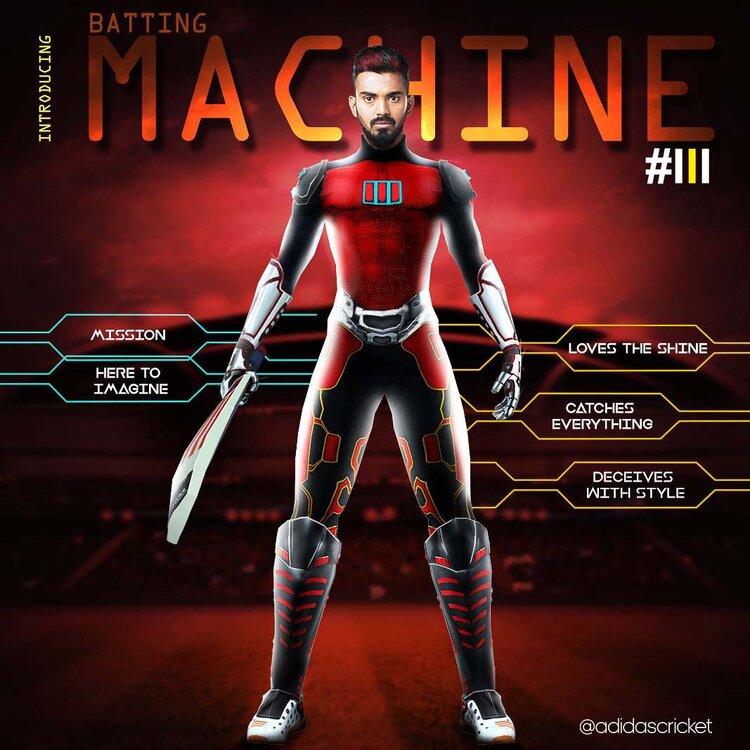 INTRODUCING
BATTING
MACHINE
#III
MISSION
HERE TO
IMAGINE
LOVES THE SHINE
CATCHES
EVERYTHING
DECEIVES
WITH STYLE
@adidascricket